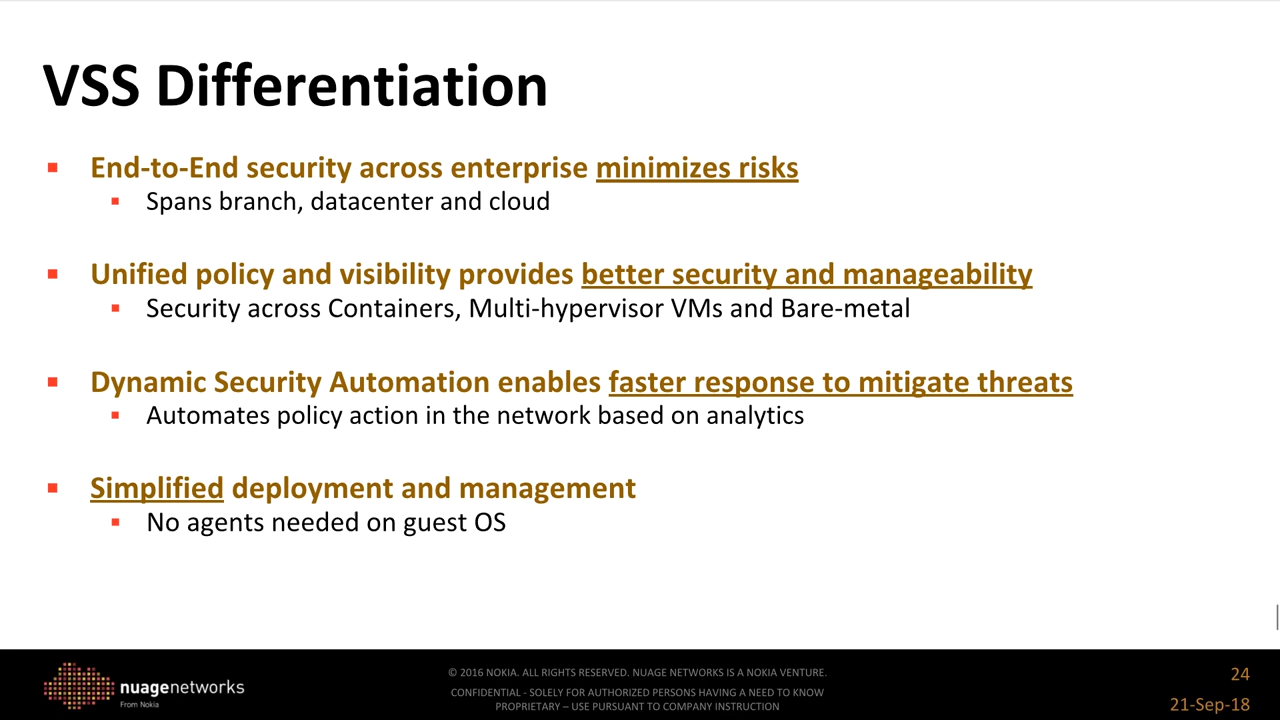 VSS Differentiation
▪ End-to-End security across enterprise minimizes risks
▪ Spans branch, datacenter and cloud
▪ Unified policy and visibility provides better security and manageability
▪ Security across Containers, Multi-hypervisor VMs and Bare-metal
▪ Dynamic Security Automation enables faster response to mitigate threats
▪ Automates policy action in the network based on analytics
▪ Simplified deployment and management
▪ No agents needed on guest OS
nuagenetworks
From Nokia
© 2016 NOKIA. ALL RIGHTS RESERVED. NUAGE NETWORKS IS A NOKIA VENTURE.
CONFIDENTIAL - SOLELY FOR AUTHORIZED PERSONS HAVING A NEED TO KNOW
PROPRIETARY – USE PURSUANT TO COMPANY INSTRUCTION
24
21-Sep-18